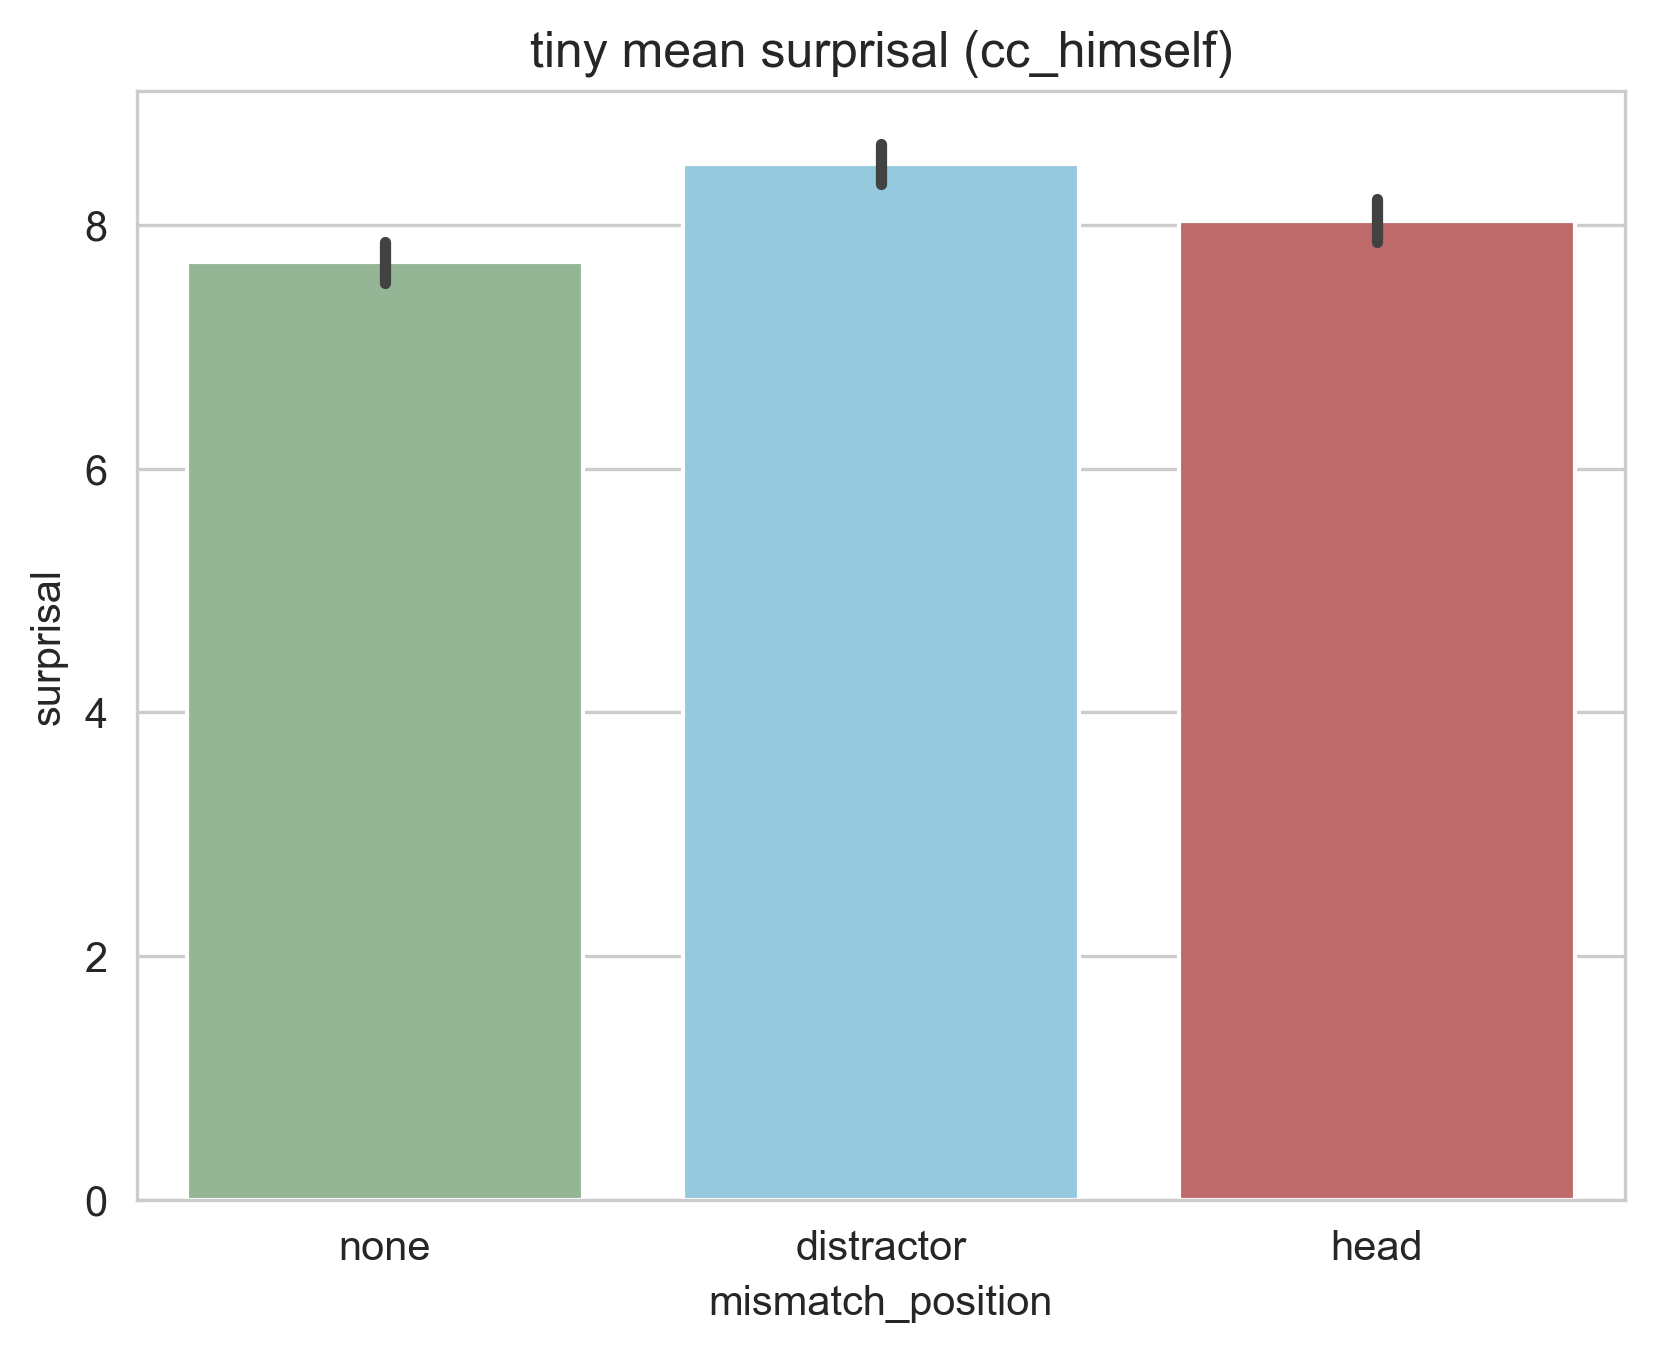 tiny mean surprisal (cc_himself)
8
6
4
2
0
surprisal
none distractor head
mismatch_position